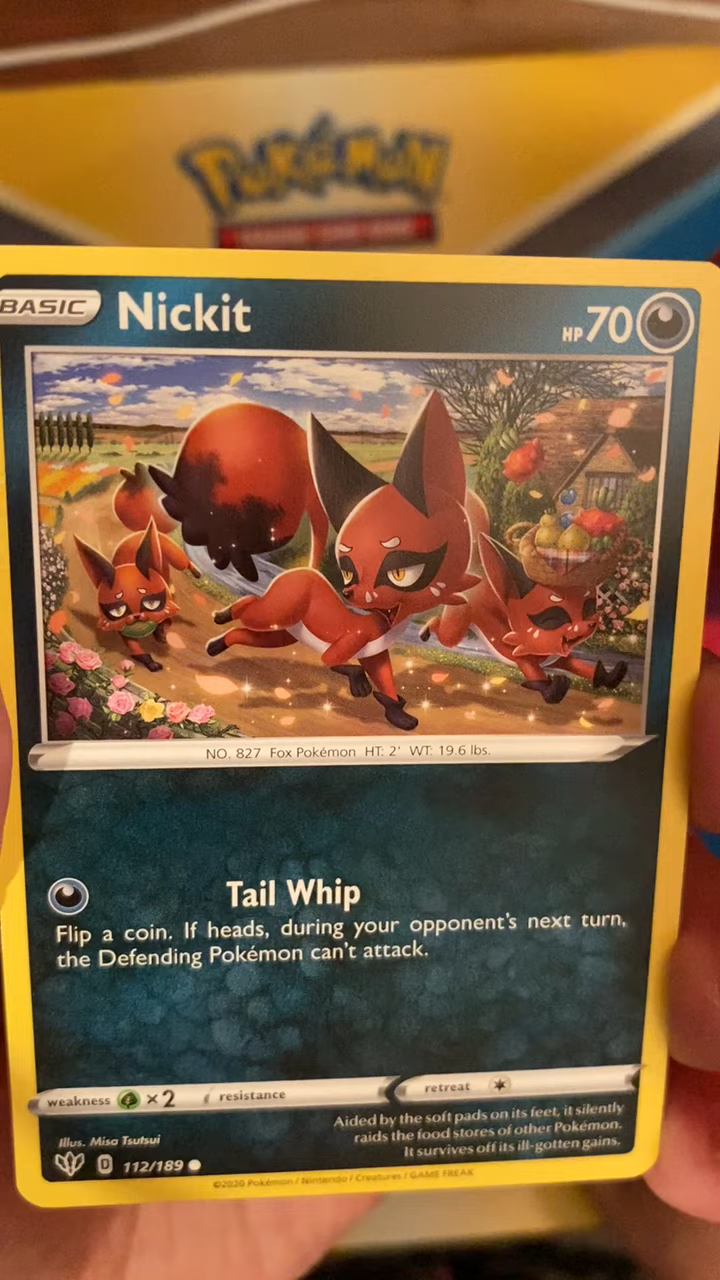 POKÉMON
BASIC
Nickit
HP 70
NO. 827 Fox Pokémon HT: 2' WT: 19.6 lbs.
Tail Whip
Flip a coin. If heads, during your opponent's next turn,
the Defending Pokémon can't attack.
weakness ×2 resistance retreat
Aided by the soft pads on its feet, it silently
raids the food stores of other Pokémon.
It survives off its ill-gotten gains.
Illus. Misa Tsutsui
D 112/189
©2020 Pokémon / Nintendo / Creatures / GAME FREAK